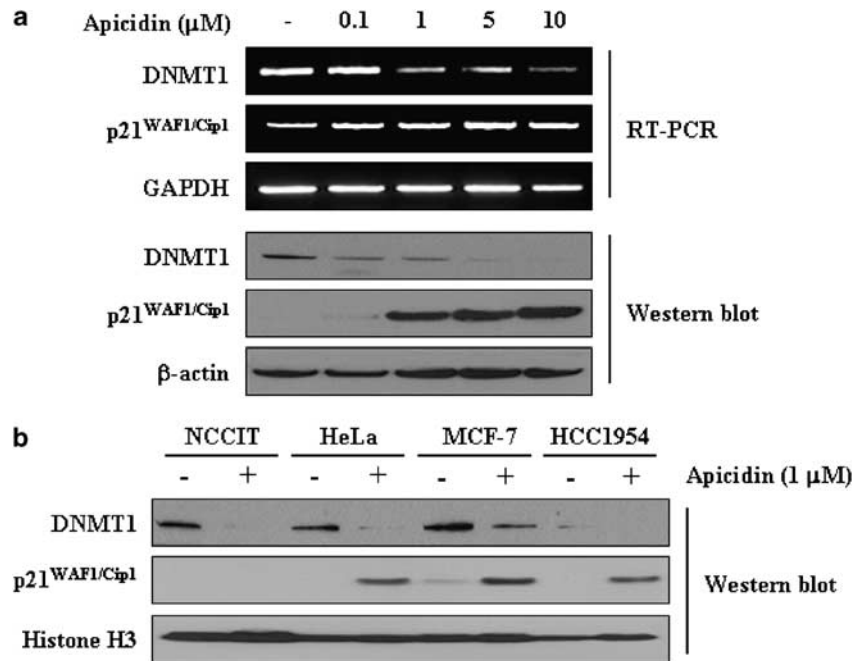 a
Apicidin (μM) - 0.1 1 5 10
DNMT1
p21WAF1/Cip1
GAPDH
RT-PCR
DNMT1
p21WAF1/Cip1
β-actin
Western blot
b
NCCIT HeLa MCF-7 HCC1954
- + - + - + - + Apicidin (1 μM)
DNMT1
p21WAF1/Cip1
Histone H3
Western blot